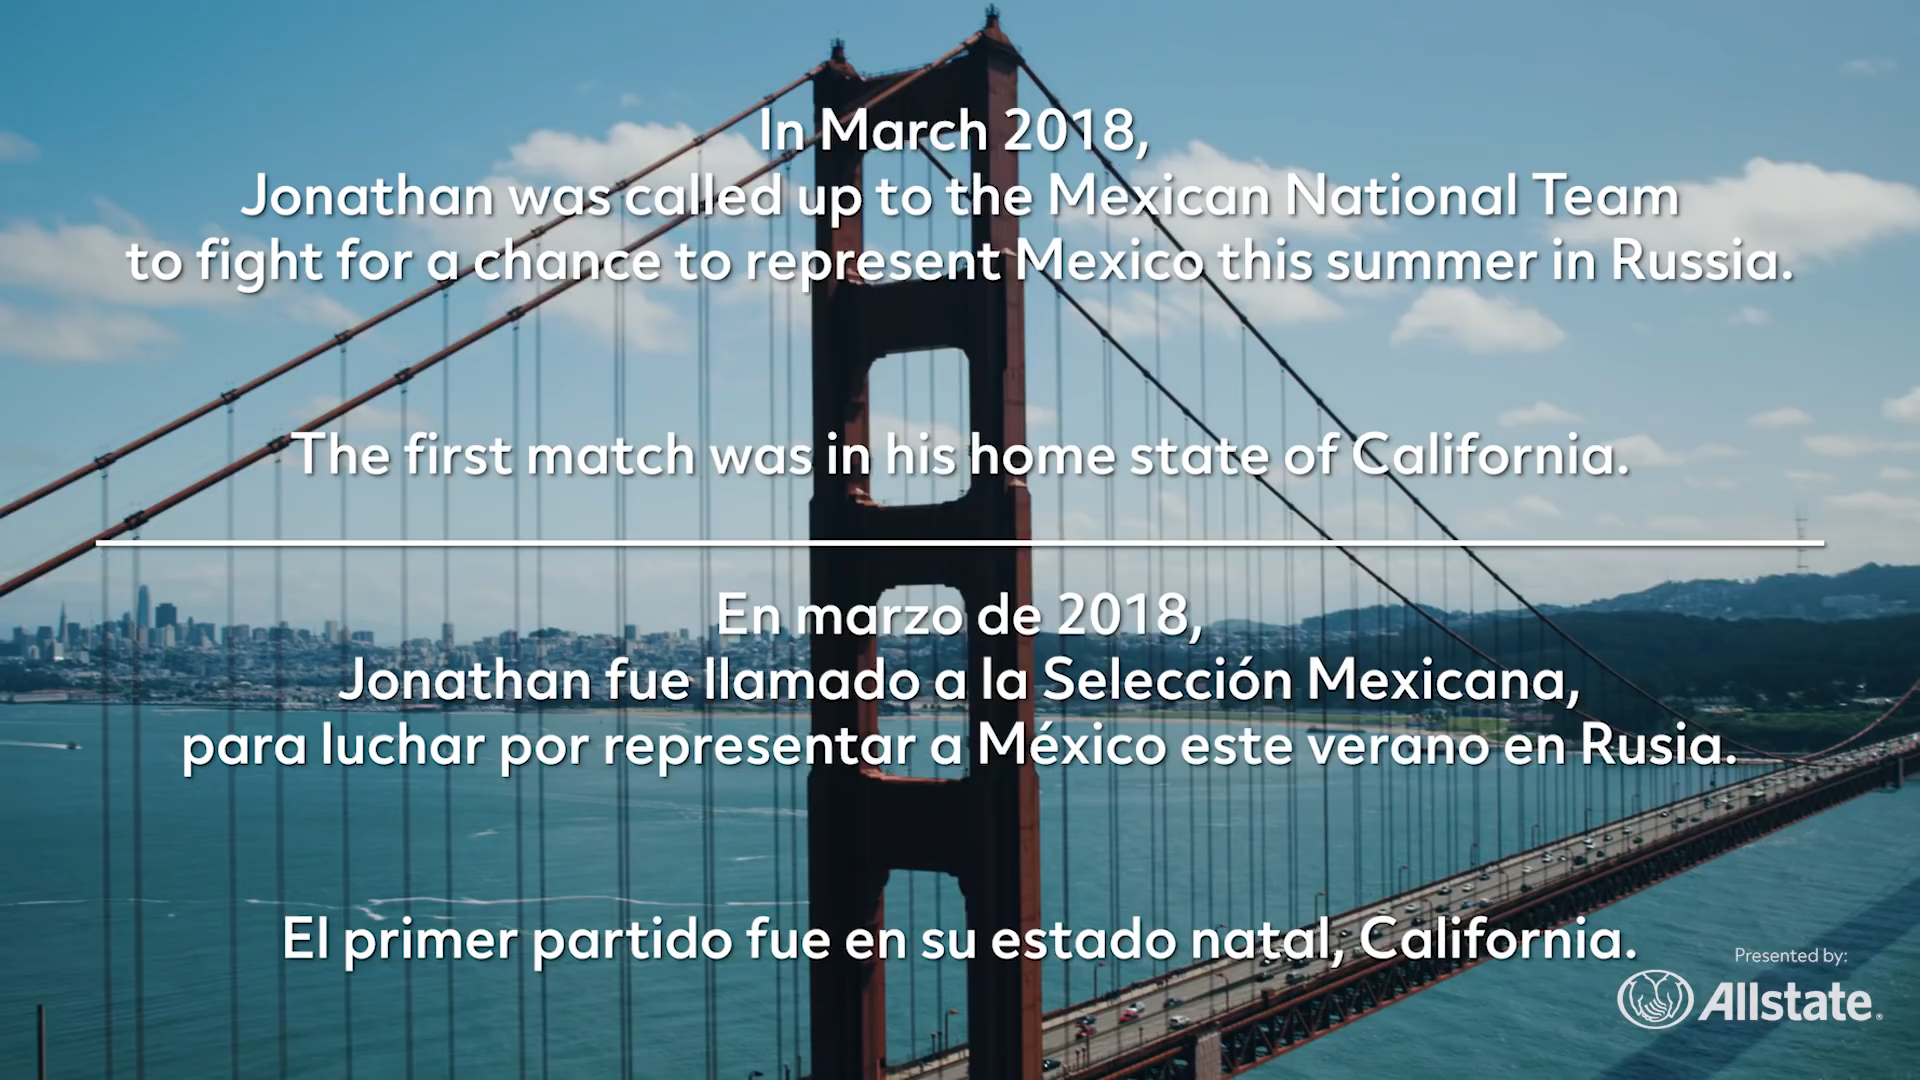 In March 2018,
Jonathan was called up to the Mexican National Team
to fight for a chance to represent Mexico this summer in Russia.
The first match was in his home state of California.
En marzo de 2018,
Jonathan fue llamado a la Selección Mexicana,
para luchar por representar a México este verano en Rusia.
El primer partido fue en su estado natal, California.
Presented by:
Allstate®